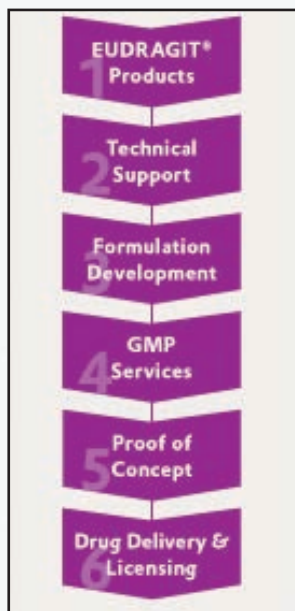 EUDRAGIT®
1 Products
Technical
2 Support
Formulation
3 Development
GMP
4 Services
Proof of
5 Concept
Drug Delivery &
6 Licensing